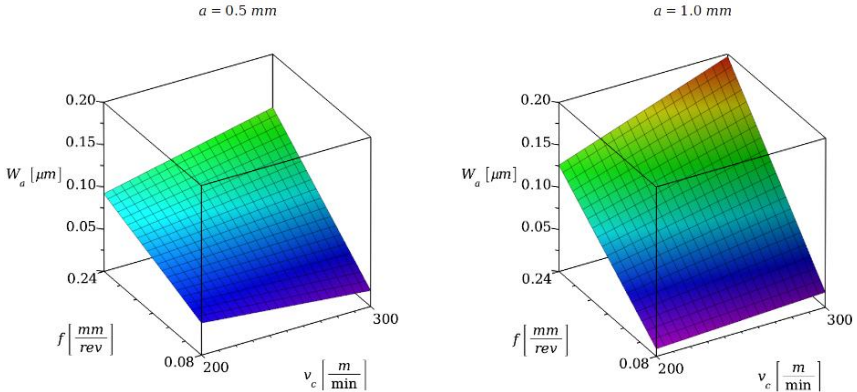 a = 0.5 mm
0.20
0.15
W_a [μm]
0.10
0.05
0.24
f [mm/rev]
0.08
200
300
v_c [m/min]
a = 1.0 mm
0.20
0.15
W_a [μm]
0.10
0.05
0.24
f [mm/rev]
0.08
200
300
v_c [m/min]